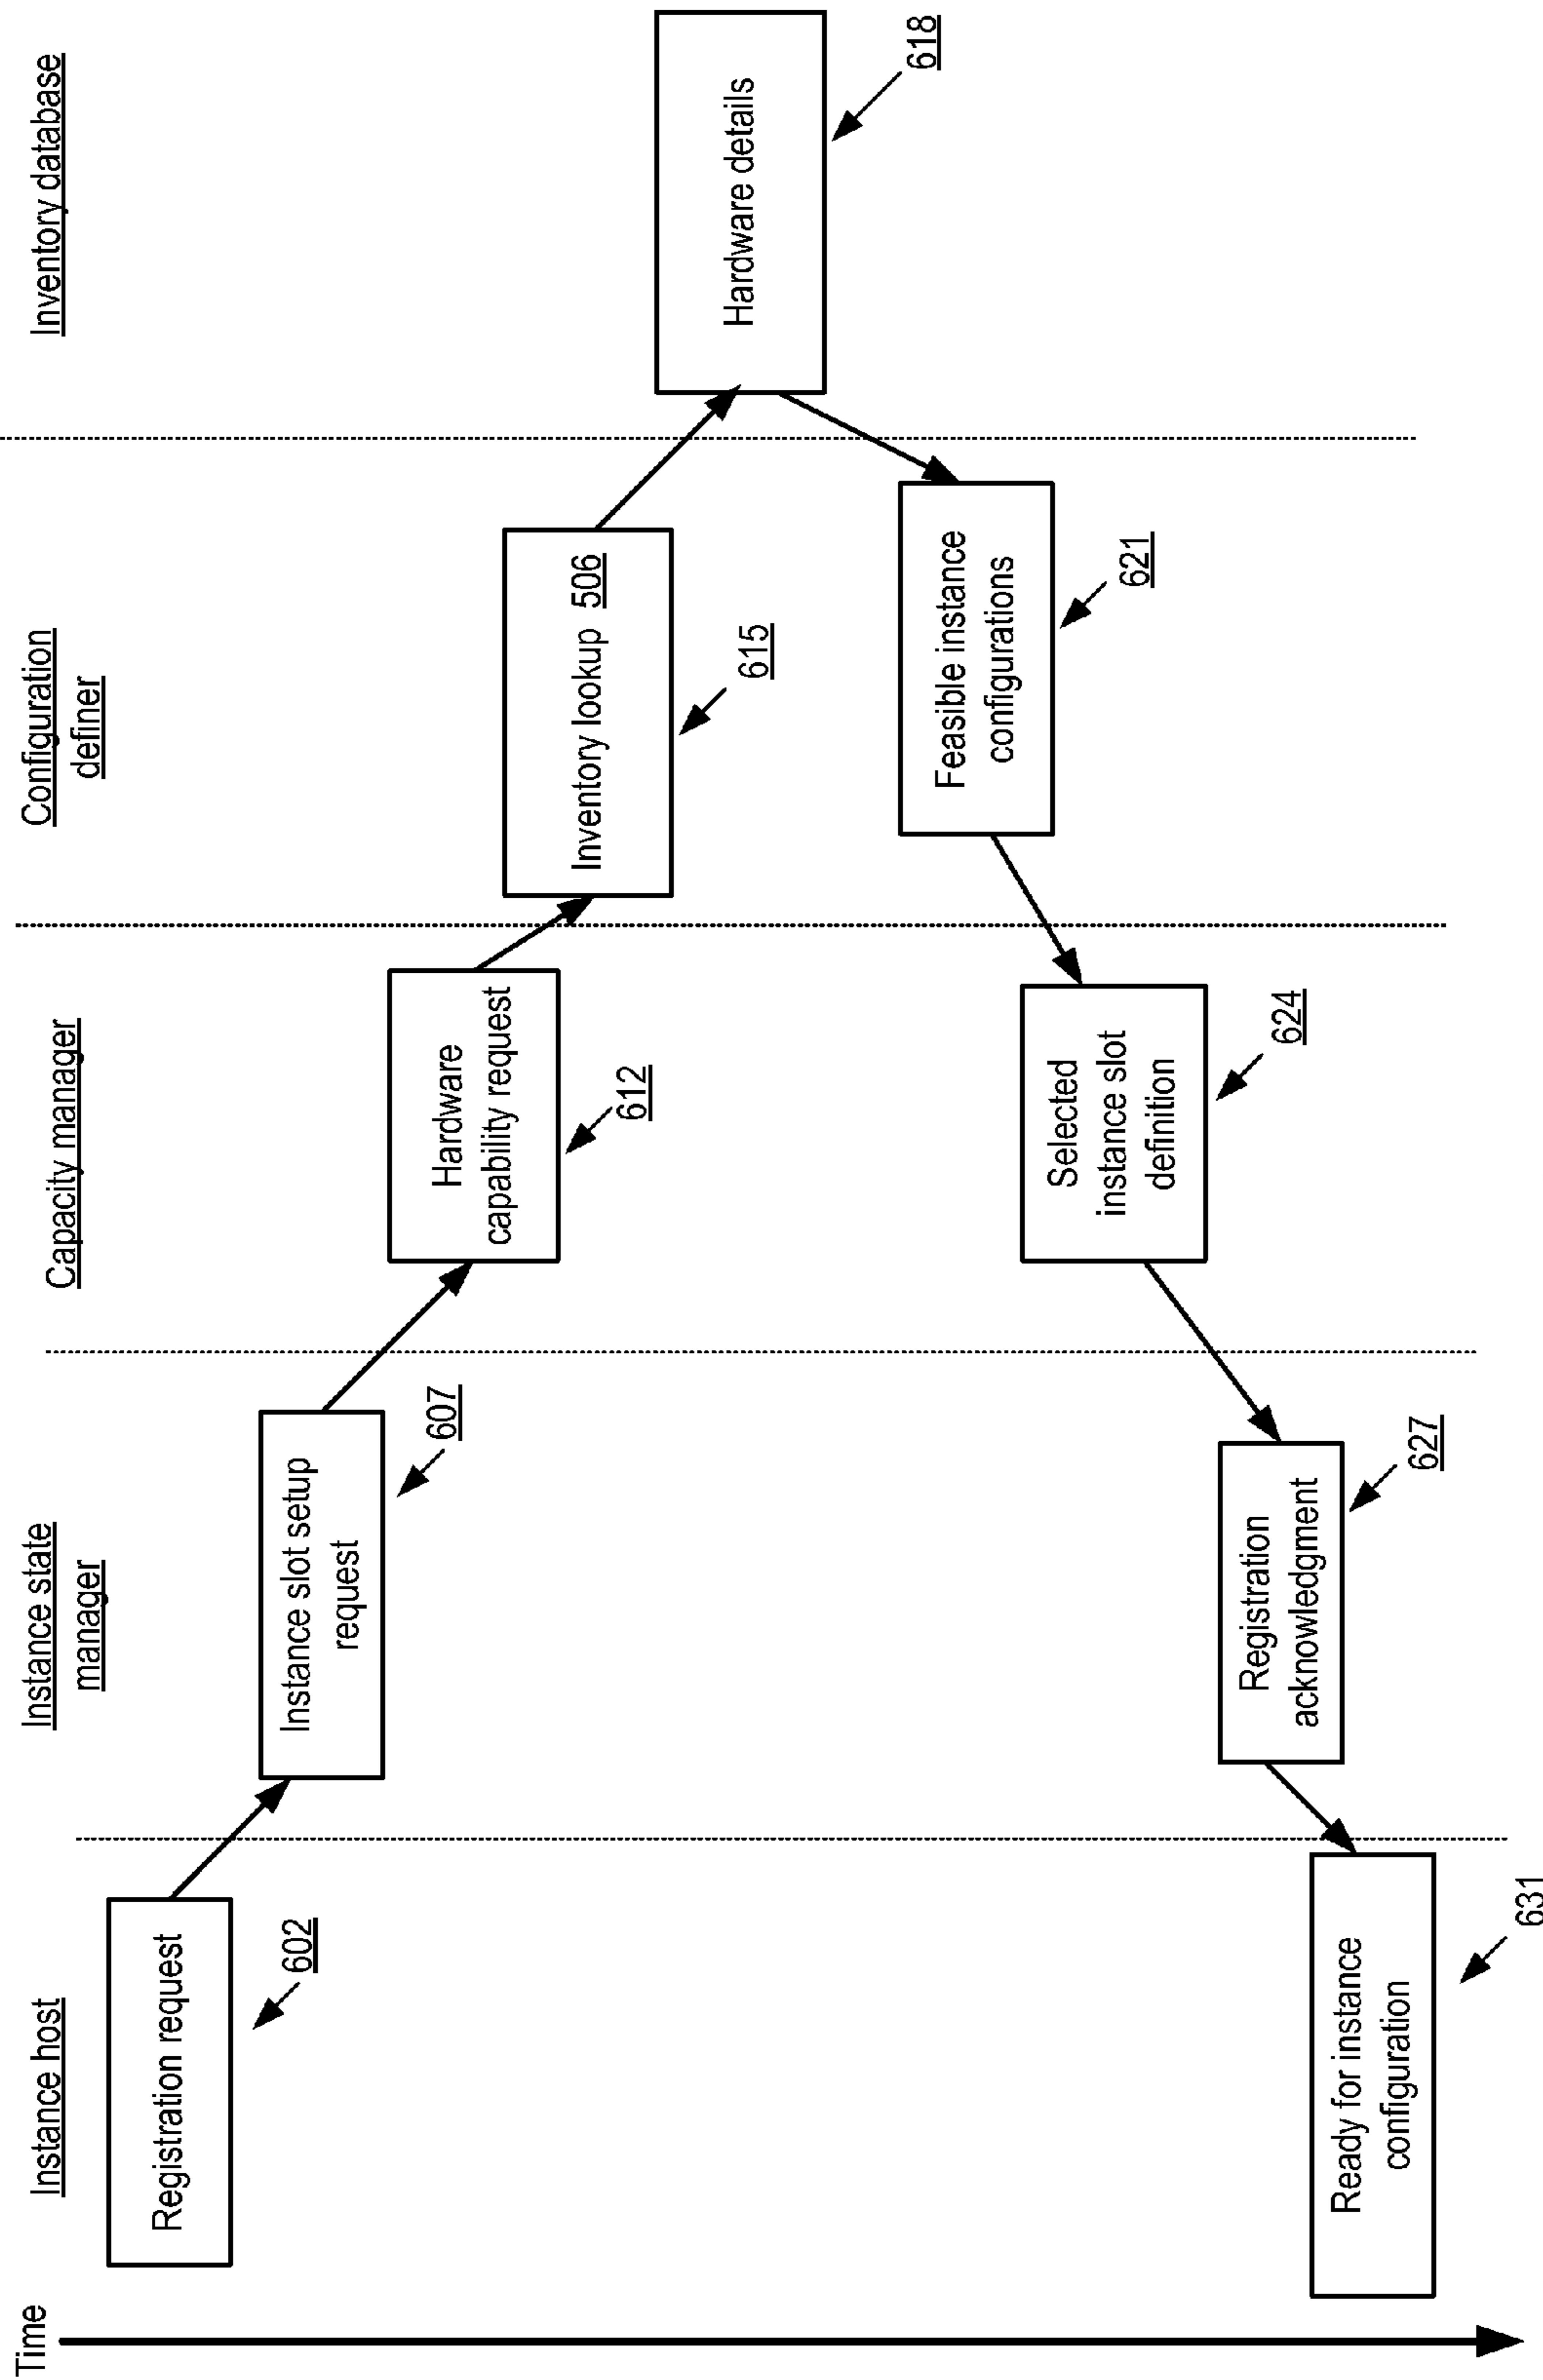 Time
Instance host
Instance state
manager
Capacity manager
Configuration
definer
Inventory database
Registration request
602
Instance slot setup
request
607
Hardware
capability request
612
Inventory lookup 506
615
Hardware details
618
Feasible instance
configurations
621
Selected
instance slot
definition
624
Registration
acknowledgment
627
Ready for instance
configuration
631